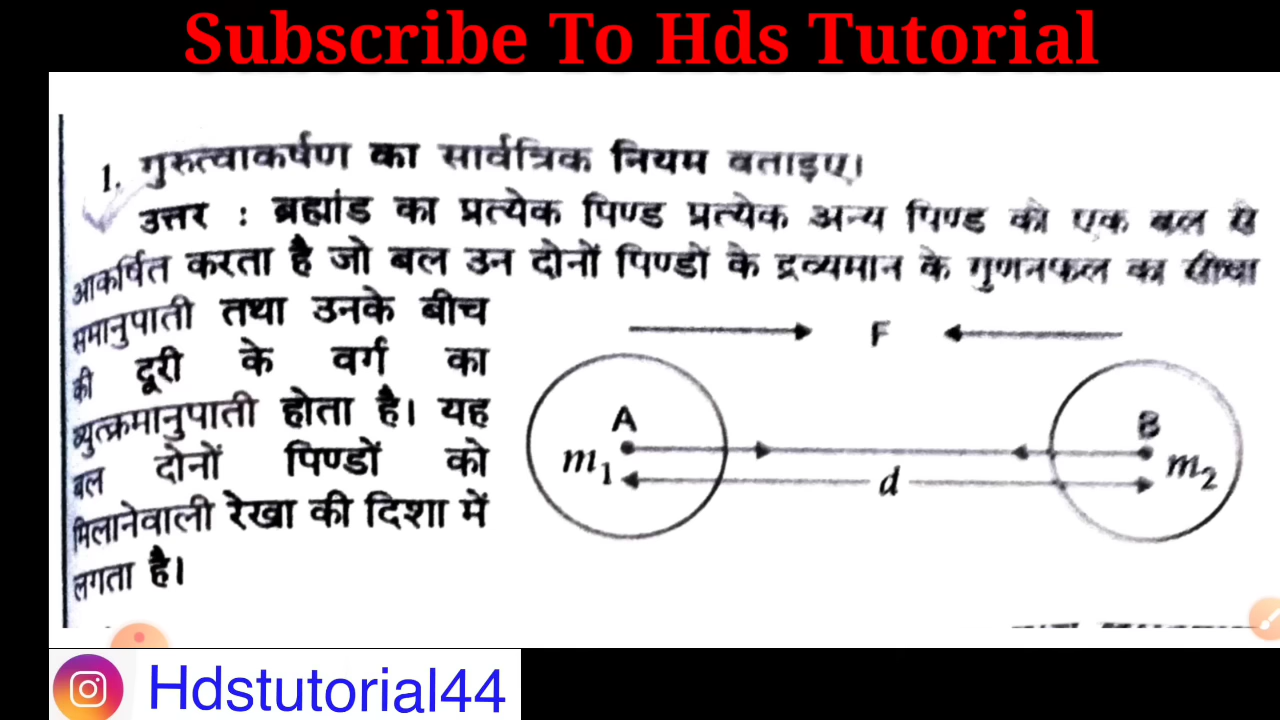 Subscribe To Hds Tutorial
1. गुरुत्वाकर्षण का सार्वत्रिक नियम बताइए।
उत्तर : ब्रह्मांड का प्रत्येक पिण्ड प्रत्येक अन्य पिण्ड को एक बल से
आकर्षित करता है जो बल उन दोनों पिण्डों के द्रव्यमान के गुणनफल का सीधा
समानुपाती तथा उनके बीच
की दूरी के वर्ग का
व्युत्क्रमानुपाती होता है। यह
बल दोनों पिण्डों को
मिलानेवाली रेखा की दिशा में
लगता है।
F
A
B
m₁
m₂
d
Hdstutorial44